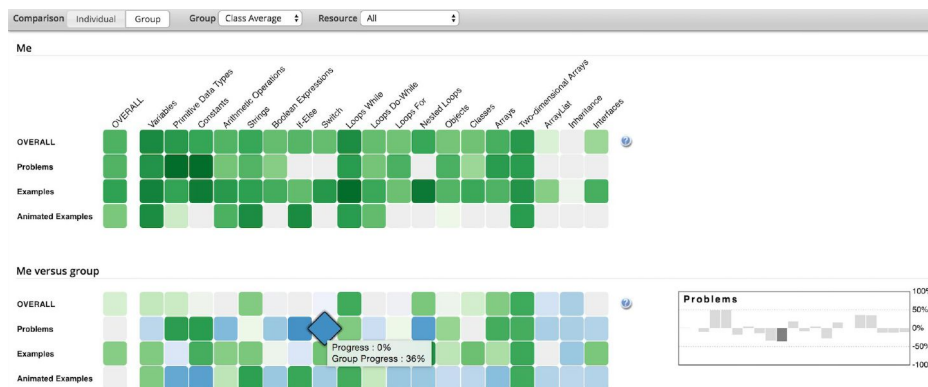 Comparison Individual Group Group Class Average Resource All
Me
OVERALL Variables Primitive Data Types Constants Arithmetic Operations Strings Boolean Expressions If-Else Switch Loops While Loops Do-While Loops For Nested Loops Objects Classes Arrays Two-dimensional Arrays ArrayList Inheritance Interfaces
OVERALL
Problems
Examples
Animated Examples
Me versus group
OVERALL
Problems
Progress : 0%
Group Progress : 36%
Examples
Animated Examples
Problems
100%
50%
0%
-50%
-100